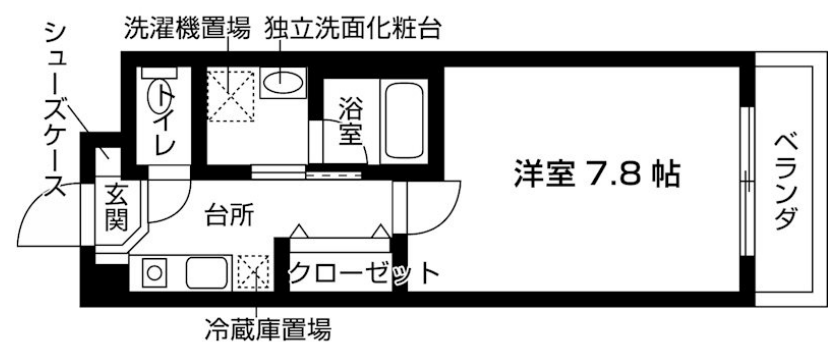 洗濯機置場
独立洗面化粧台
シューズケース
トイレ
浴室
洋室 7.8 帖
ベランダ
玄関
台所
クローゼット
冷蔵庫置場